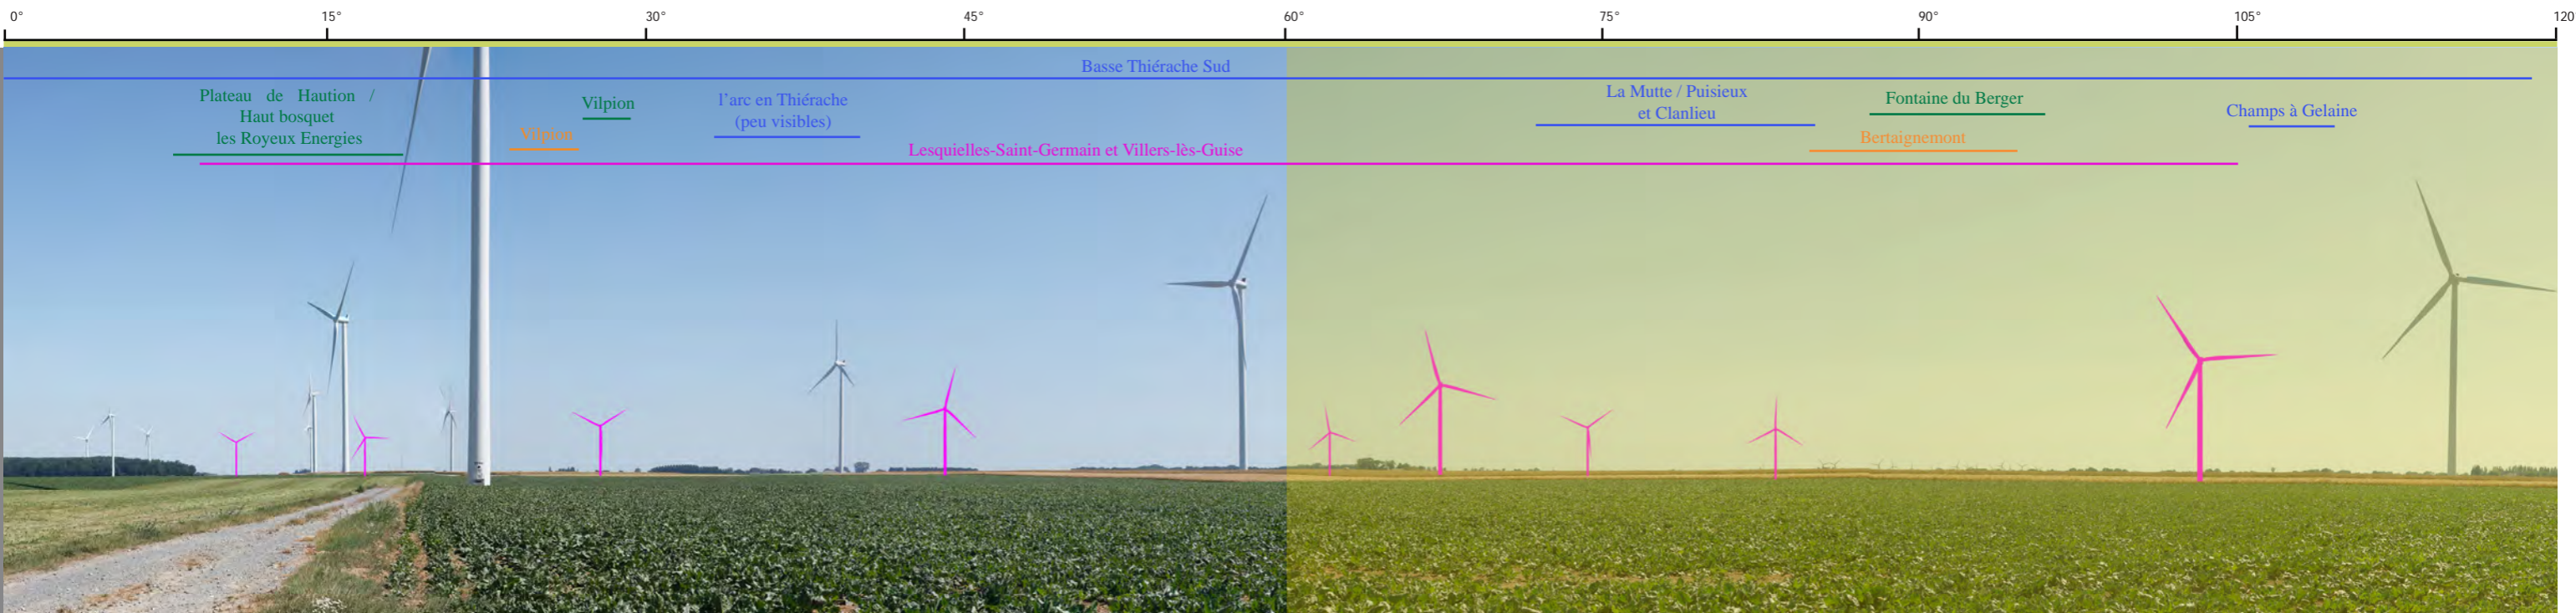 0° 15° 30° 45° 60° 75° 90° 105° 120
Basse Thiérache Sud
Plateau de Haution /
Haut bosquet
les Royeux Energies
Vilpion
Vilpion
l'arc en Thiérache
(peu visibles)
Lesquielles-Saint-Germain et Villers-lès-Guise
La Mutte / Puisieux
et Clanlieu
Fontaine du Berger
Bertaignemont
Champs à Gelaine